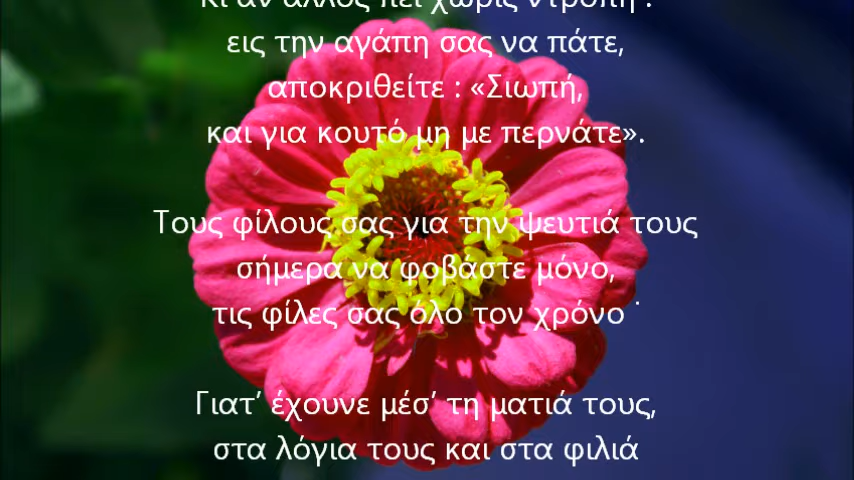 κι αν άλλος πει χωρίς ντροπή :
εις την αγάπη σας να πάτε,
αποκριθείτε : «Σιωπή,
και για κουτό μη με περνάτε».
Τους φίλους σας για την ψευτιά τους
σήμερα να φοβάστε μόνο,
τις φίλες σας όλο τον χρόνο ·
Γιατ’ έχουνε μέσ’ τη ματιά τους,
στα λόγια τους και στα φιλιά